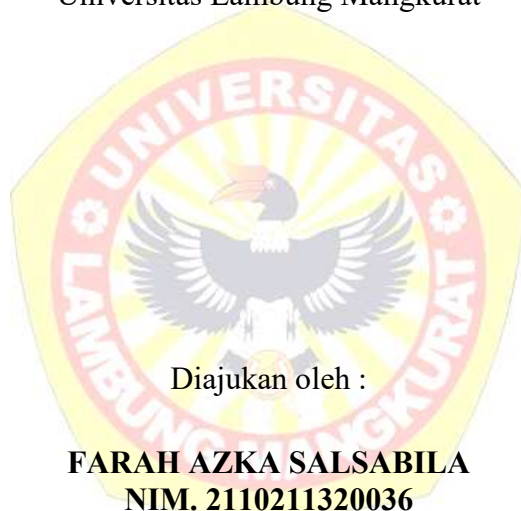 Universitas Lambung Mangkurat
UNIVERSITAS
LAMBUNG MANGKURAT
Diajukan oleh :
FARAH AZKA SALSABILA
NIM. 2110211320036